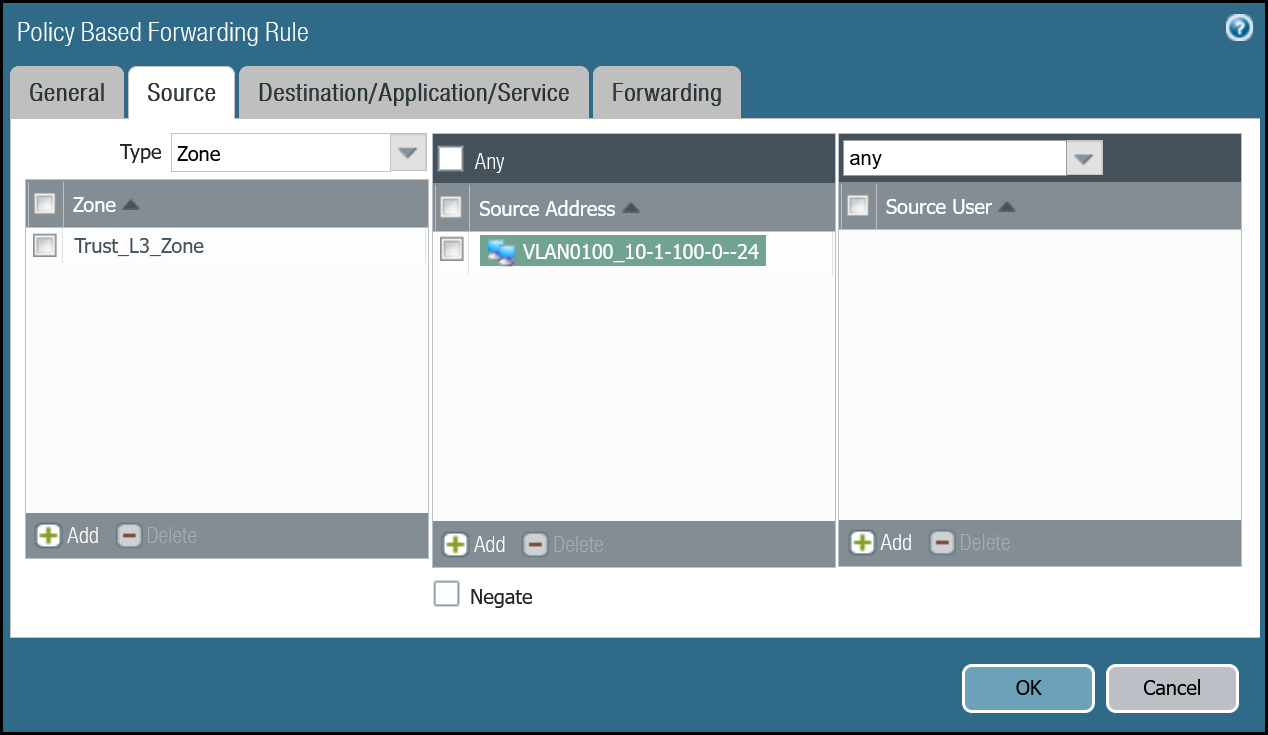 Policy Based Forwarding Rule
?
General
Source
Destination/Application/Service
Forwarding
Type
Zone
Any
any
Zone
Source Address
Source User
Trust_L3_Zone
VLAN0100_10-1-100-0--24
Add
Delete
Add
Delete
Add
Delete
Negate
OK
Cancel